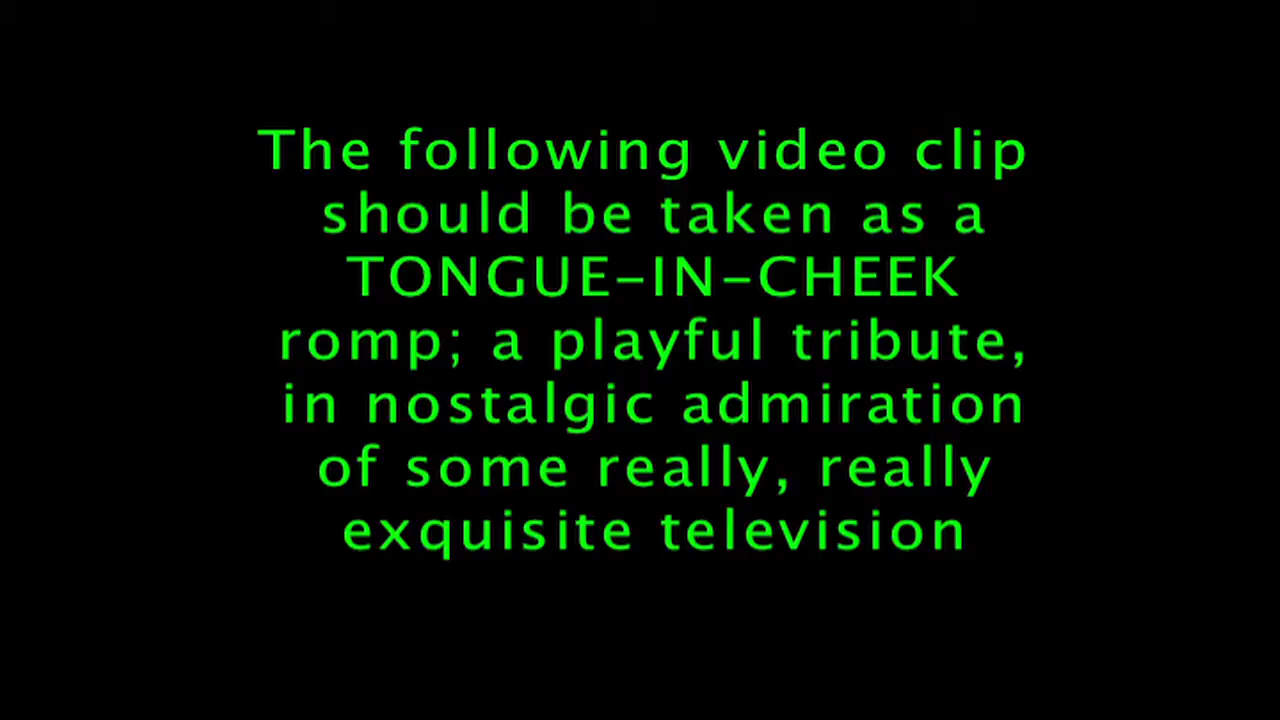 The following video clip
should be taken as a
TONGUE-IN-CHEEK
romp; a playful tribute,
in nostalgic admiration
of some really, really
exquisite television